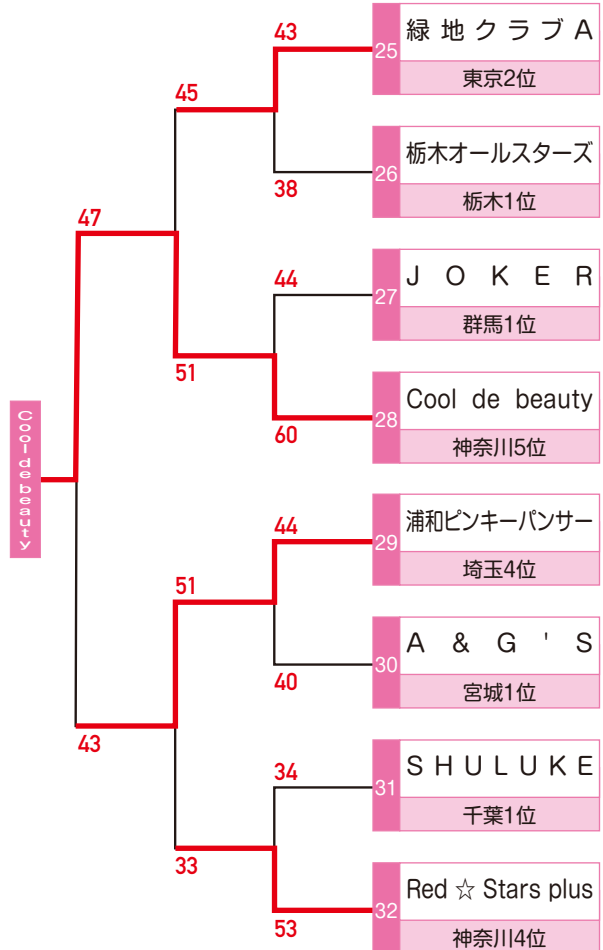 43
25
緑地クラブA
東京2位
45
26
栃木オールスターズ
栃木1位
38
47
44
27
J O K E R
群馬1位
51
28
Cool de beauty
神奈川5位
60
Cool de beauty
44
29
浦和ピンキーパンサー
埼玉4位
51
30
A & G ' S
宮城1位
40
43
34
31
S H U L U K E
千葉1位
33
32
Red ☆ Stars plus
神奈川4位
53